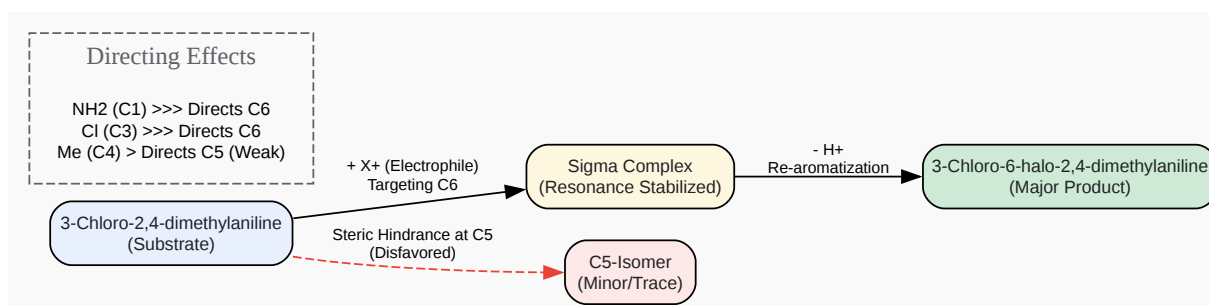 Directing Effects
NH2 (C1) >>> Directs C6
Cl (C3) >>> Directs C6
Me (C4) > Directs C5 (Weak)
3-Chloro-2,4-dimethylaniline
(Substrate)
+ X+ (Electrophile)
Targeting C6
Steric Hindrance at C5
(Disfavored)
Sigma Complex
(Resonance Stabilized)
C5-Isomer
(Minor/Trace)
- H+
Re-aromatization
3-Chloro-6-halo-2,4-dimethylaniline
(Major Product)